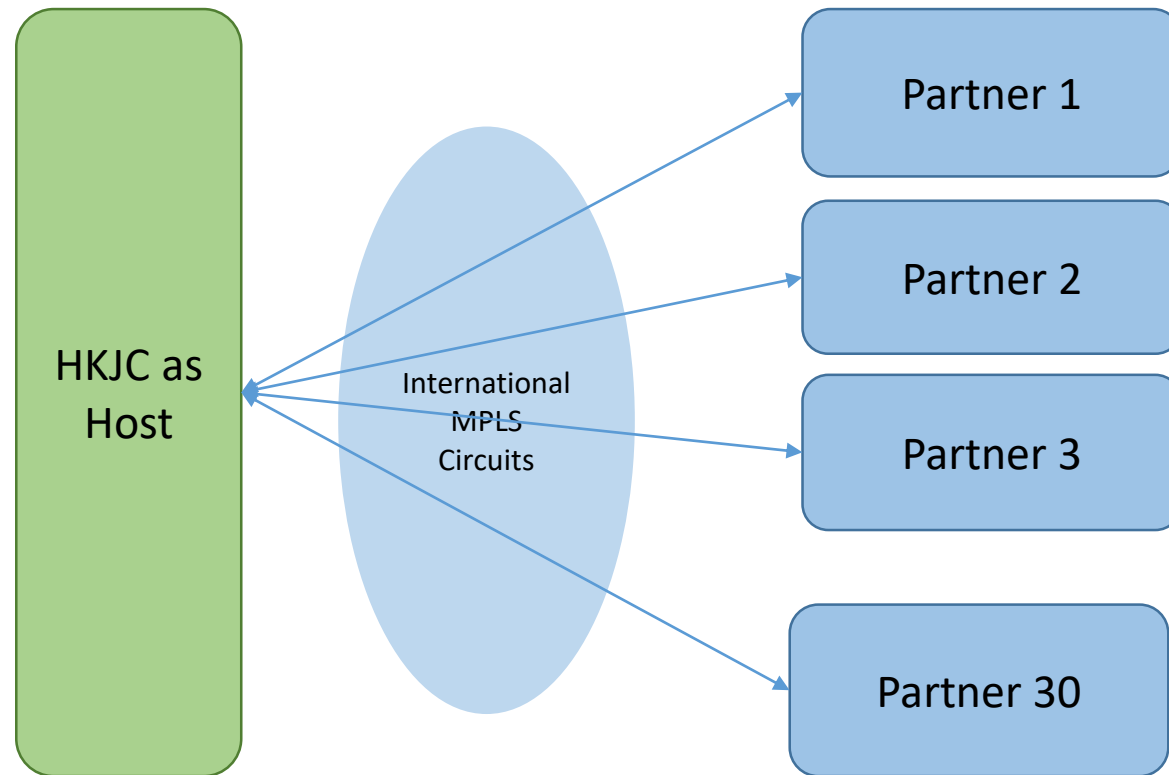 HKJC as
Host
International
MPLS
Circuits
Partner 1
Partner 2
Partner 3
Partner 30